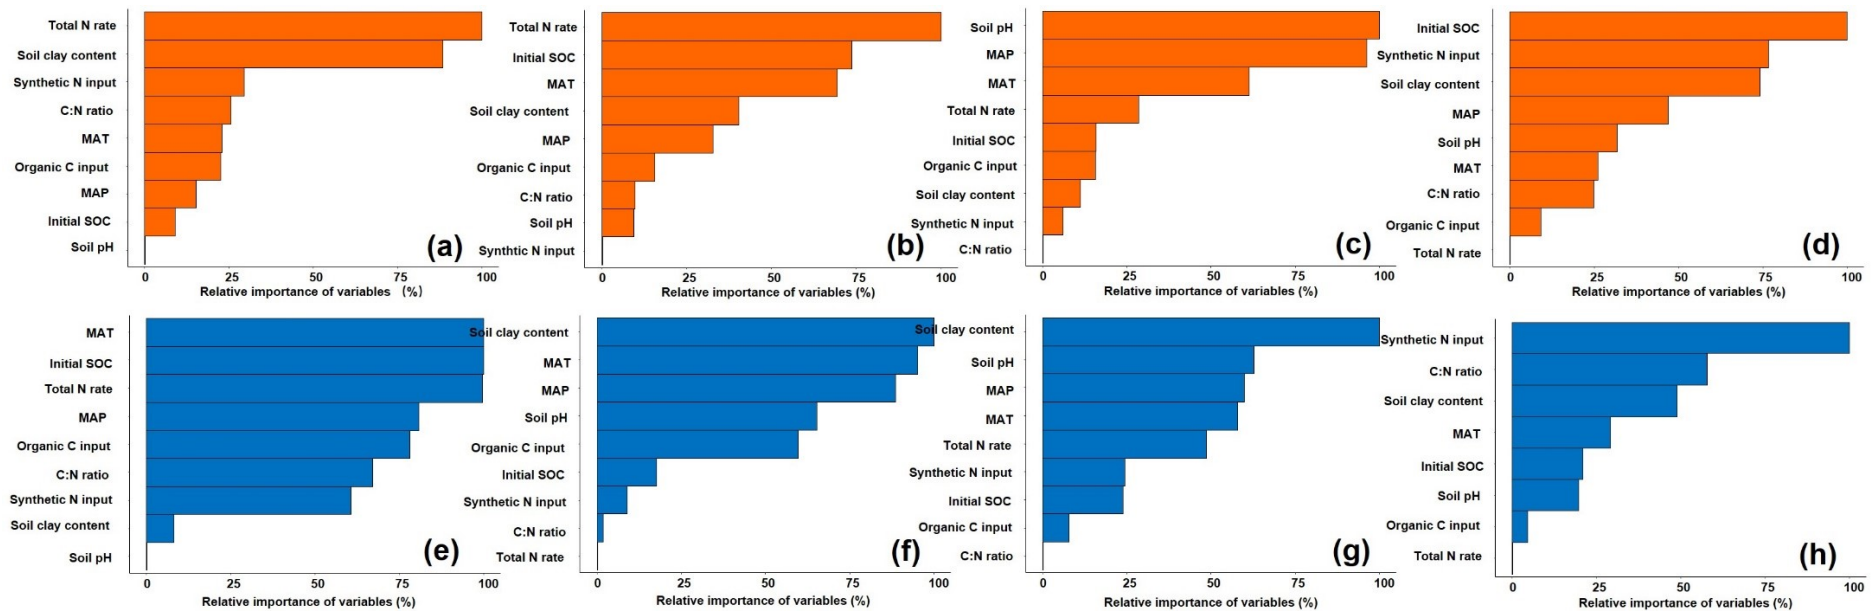 Total N rate
Soil clay content
Synthetic N input
C:N ratio
MAT
Organic C input
MAP
Initial SOC
Soil pH
(a)
0 25 50 75 100
Relative importance of variables (%)
Total N rate
Initial SOC
MAT
Soil clay content
MAP
Organic C input
C:N ratio
Soil pH
Synthtic N input
(b)
0 25 50 75 100
Relative importance of variables (%)
Soil pH
MAP
MAT
Total N rate
Initial SOC
Organic C input
Soil clay content
Synthetic N input
C:N ratio
(c)
0 25 50 75 100
Relative importance of variables (%)
Initial SOC
Synthetic N input
Soil clay content
MAP
Soil pH
MAT
C:N ratio
Organic C input
Total N rate
(d)
0 25 50 75 100
Relative importance of variables (%)
MAT
Initial SOC
Total N rate
MAP
Organic C input
C:N ratio
Synthetic N input
Soil clay content
Soil pH
(e)
0 25 50 75 100
Relative importance of variables (%)
Soil clay content
MAT
MAP
Soil pH
Organic C input
Initial SOC
Synthetic N input
C:N ratio
Total N rate
(f)
0 25 50 75 100
Relative importance of variables (%)
Soil clay content
Soil pH
MAP
MAT
Total N rate
Synthetic N input
Initial SOC
Organic C input
C:N ratio
(g)
0 25 50 75 100
Relative importance of variables (%)
Synthetic N input
C:N ratio
Soil clay content
MAT
Initial SOC
Soil pH
Organic C input
Total N rate
(h)
0 25 50 75 100
Relative importance of variables (%)